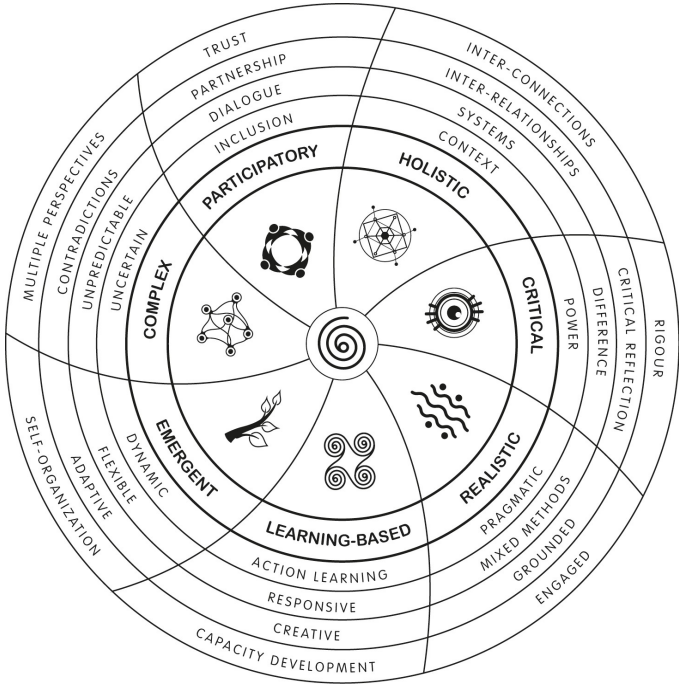 TRUST
PARTNERSHIP
DIALOGUE
INCLUSION
PARTICIPATORY
INTER-CONNECTIONS
INTER-RELATIONSHIPS
SYSTEMS
CONTEXT
HOLISTIC
RIGOUR
CRITICAL REFLECTION
DIFFERENCE
POWER
CRITICAL
REALISTIC
PRAGMATIC
MIXED METHODS
GROUNDED
ENGAGED
LEARNING-BASED
ACTION LEARNING
RESPONSIVE
CREATIVE
CAPACITY DEVELOPMENT
EMERGENT
DYNAMIC
FLEXIBLE
ADAPTIVE
SELF-ORGANIZATION
MULTIPLE PERSPECTIVES
CONTRADICTIONS
UNPREDICTABLE
UNCERTAIN
COMPLEX